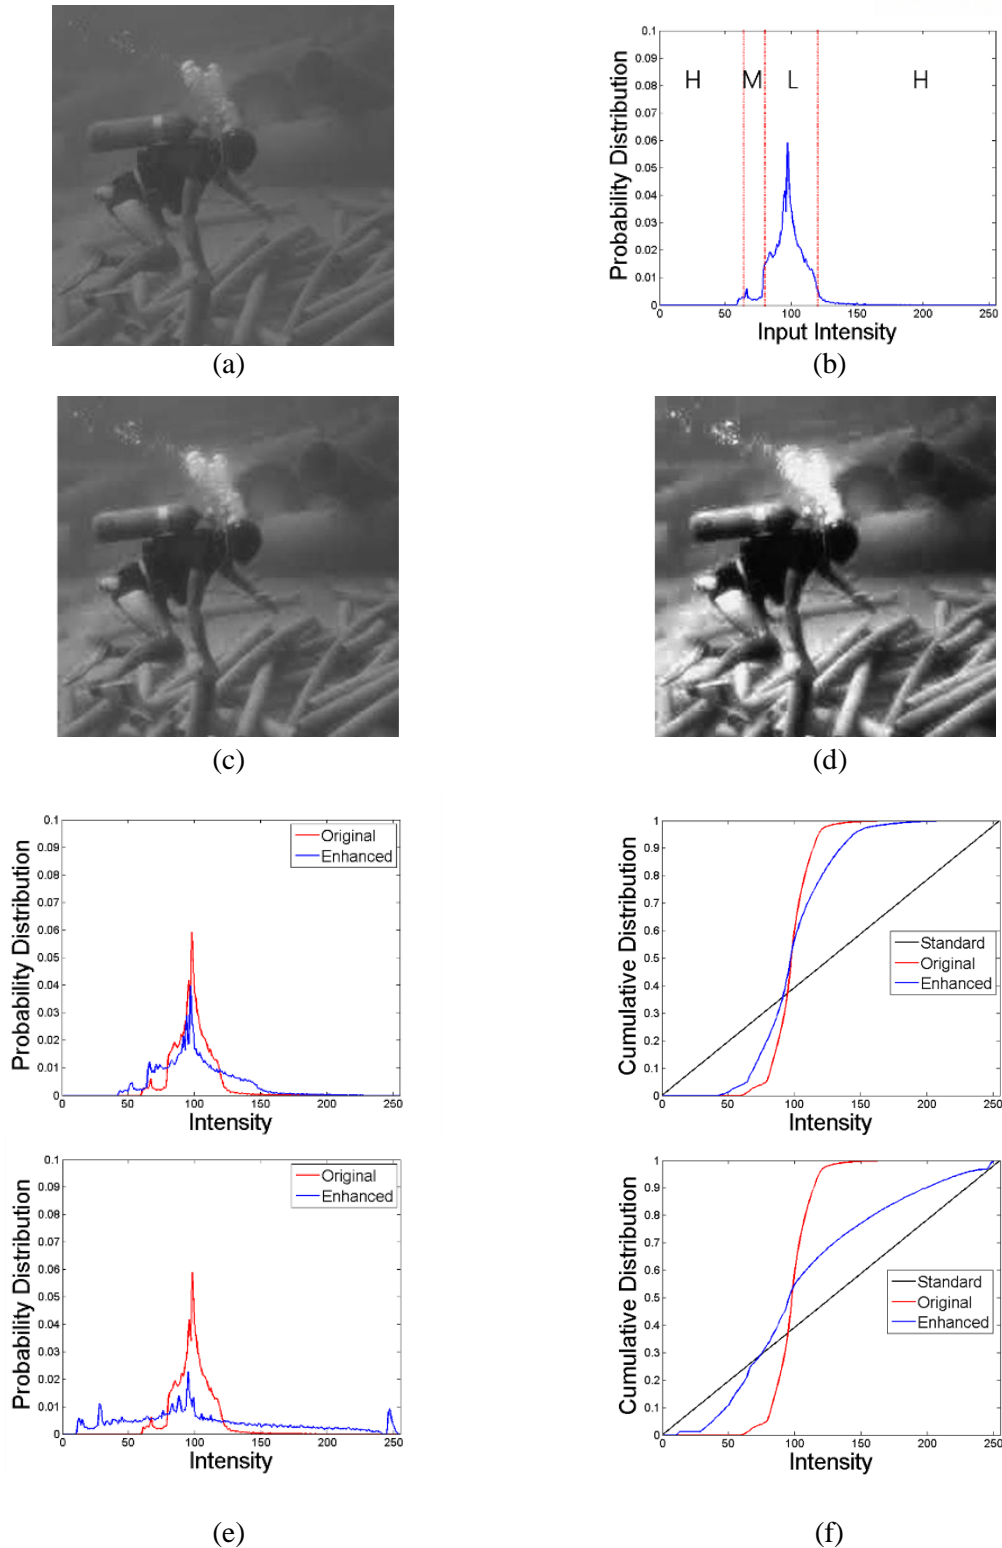 H M L H
Probability Distribution
0.1
0.09
0.08
0.07
0.06
0.05
0.04
0.03
0.02
0.01
0
0 50 100 150 200 250
Input Intensity
(a) (b)
(c) (d)
Probability Distribution
0.1
0.09
0.08
0.07
0.06
0.05
0.04
0.03
0.02
0.01
0 50 100 150 200 250
Intensity
Original
Enhanced
Cumulative Distribution
1
0.9
0.8
0.7
0.6
0.5
0.4
0.3
0.2
0.1
0
0 50 100 150 200 250
Intensity
Standard
Original
Enhanced
Probability Distribution
0.1
0.09
0.08
0.07
0.06
0.05
0.04
0.03
0.02
0.01
0
0 50 100 150 200 250
Intensity
Original
Enhanced
Cumulative Distribution
1
0.9
0.8
0.7
0.6
0.5
0.4
0.3
0.2
0.1
0
0 50 100 150 200 250
Intensity
Standard
Original
Enhanced
(e) (f)